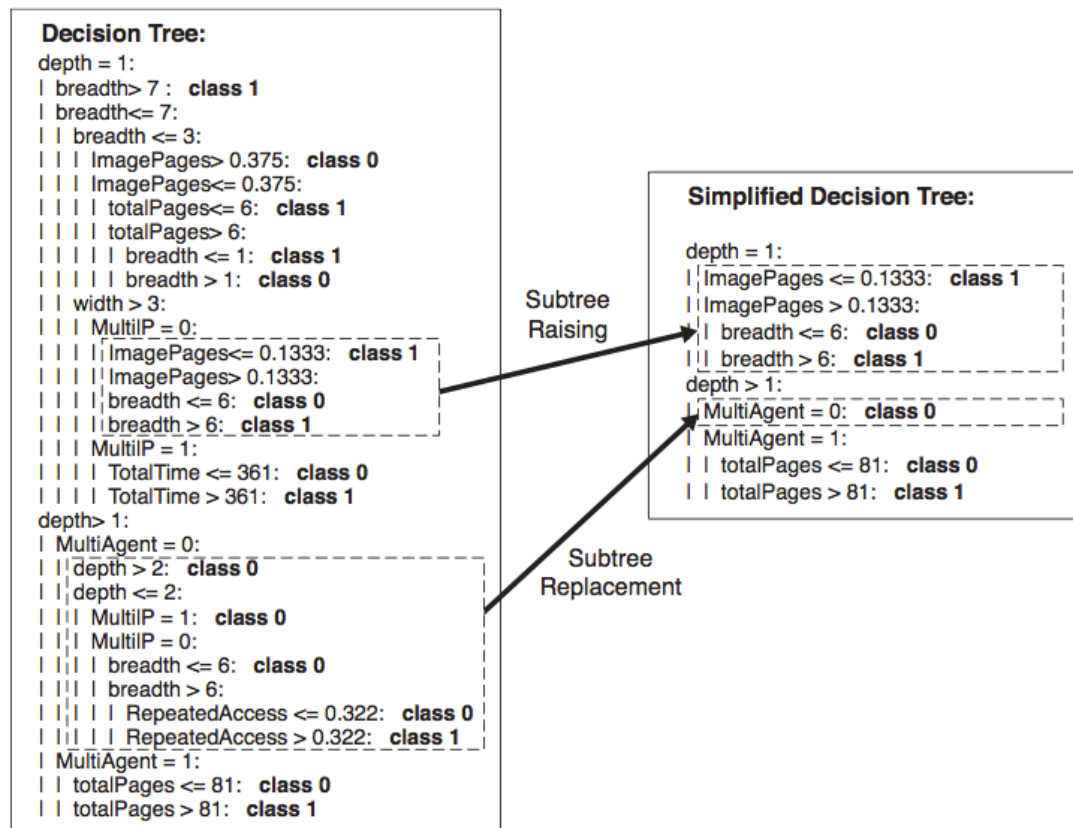 Decision Tree:
depth = 1:
| breadth> 7 : class 1
| breadth<= 7:
| | breadth <= 3:
| | | ImagePages> 0.375: class 0
| | | ImagePages<= 0.375:
| | | | totalPages<= 6: class 1
| | | | totalPages> 6:
| | | | | breadth <= 1: class 1
| | | | | breadth > 1: class 0
| | width > 3:
| | | MultiIP = 0:
| | | | ImagePages<= 0.1333: class 1
| | | | ImagePages> 0.1333:
| | | | breadth <= 6: class 0
| | | | breadth > 6: class 1
| | | MultiIP = 1:
| | | | TotalTime <= 361: class 0
| | | | TotalTime > 361: class 1
depth> 1:
| MultiAgent = 0:
| | depth > 2: class 0
| | depth <= 2:
| | | MultiIP = 1: class 0
| | | MultiIP = 0:
| | | | breadth <= 6: class 0
| | | | breadth > 6:
| | | | | RepeatedAccess <= 0.322: class 0
| | | | | RepeatedAccess > 0.322: class 1
| MultiAgent = 1:
| | totalPages <= 81: class 0
| | totalPages > 81: class 1
Subtree
Raising
Subtree
Replacement
Simplified Decision Tree:
depth = 1:
| ImagePages <= 0.1333: class 1
| ImagePages > 0.1333:
| | breadth <= 6: class 0
| | breadth > 6: class 1
depth > 1:
| MultiAgent = 0: class 0
| MultiAgent = 1:
| | totalPages <= 81: class 0
| | totalPages > 81: class 1